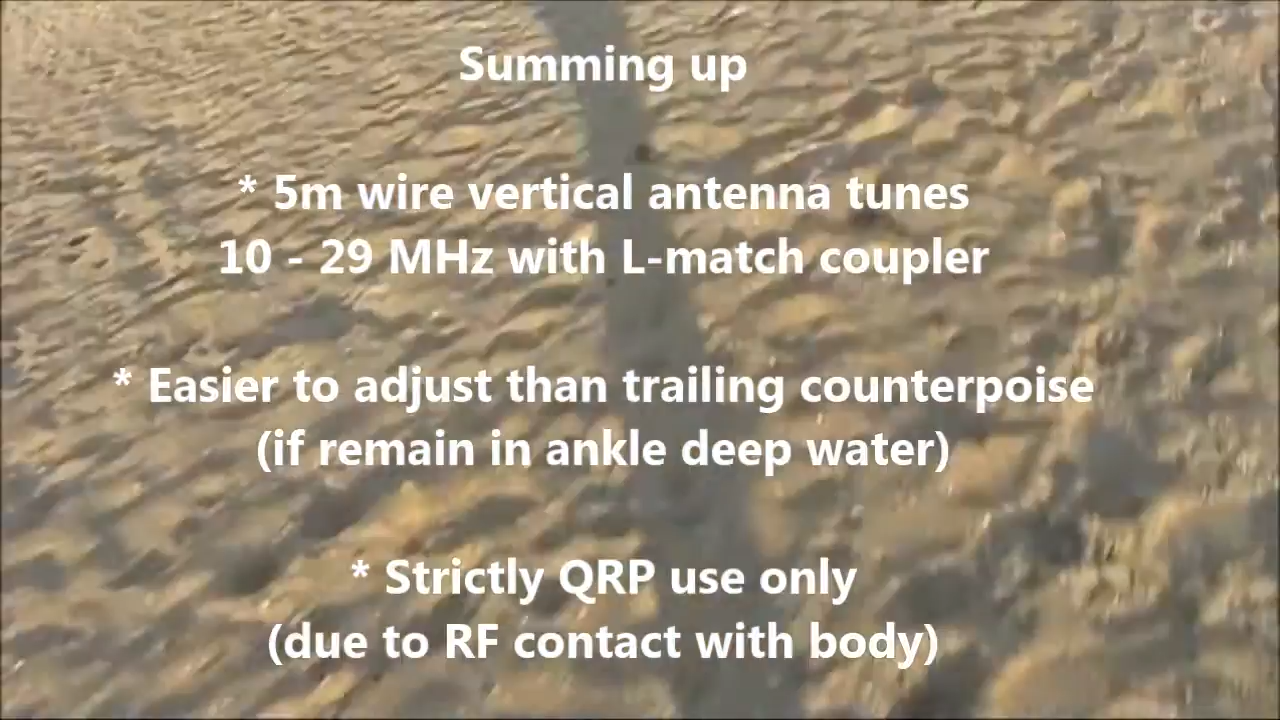 Summing up
* 5m wire vertical antenna tunes
10 - 29 MHz with L-match coupler
* Easier to adjust than trailing counterpoise
(if remain in ankle deep water)
* Strictly QRP use only
(due to RF contact with body)